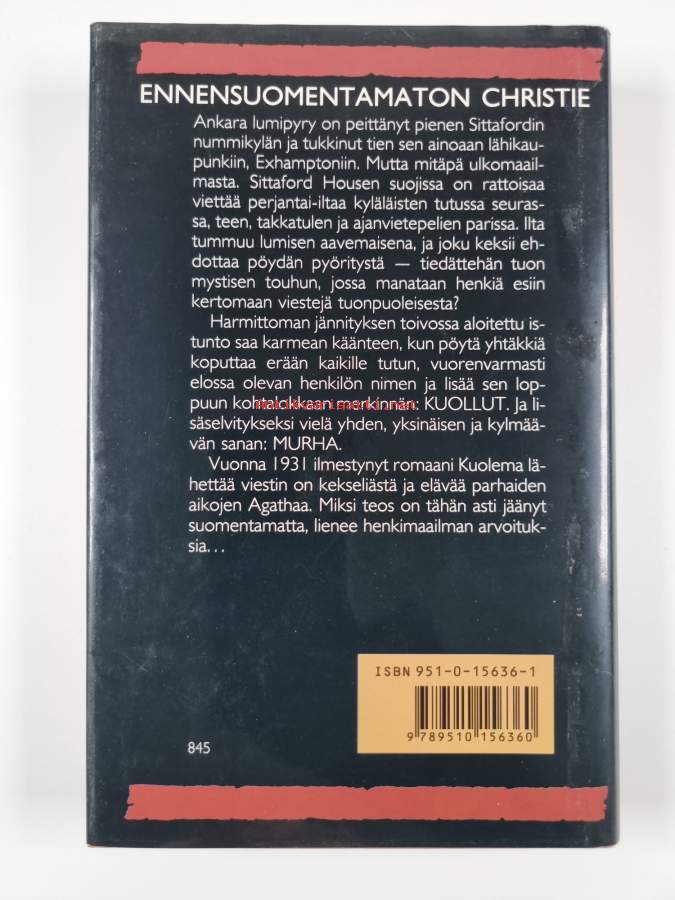 ENNENSUOMENTAMATON CHRISTIE
Ankara lumipyry on peittänyt pienen Sittafordin
nummikylän ja tukkinut tien sen ainoaan lähikau-
punkiin, Exhamptoniin. Mutta mitäpä ulkomaail-
masta. Sittaford Housen suojissa on rattoisaa
viettää perjantai-iltaa kyläläisten tutussa seuras-
sa, teen, takkatulen ja ajanvietepelien parissa. Ilta
tummuu lumisen aavemaisena, ja joku keksii eh-
dottaa pöydän pyöritystä — tiedättehän tuon
mystisen touhun, jossa manataan henkiä esiin
kertomaan viestejä tuonpuoleisesta?
Harmittoman jännityksen toivossa aloitettu is-
tunto saa karmean käänteen, kun pöytä yhtäkkiä
koputtaa erään kaikille tutun, vuorenvarmasti
elossa olevan henkilön nimen ja lisää sen lop-
puun kohtalokkaan merkinnän: KUOLLUT. Ja li-
säselvitykseksi vielä yhden, yksinäisen ja kylmää-
vän sanan: MURHA.
Vuonna 1931 ilmestynyt romaani Kuolema lä-
hettää viestin on kekseliästä ja elävää parhaiden
aikojen Agathaa. Miksi teos on tähän asti jäänyt
suomentamatta, lienee henkimaailman arvoituk-
sia...
ISBN 951-0-15636-1
9 789510 156360
845